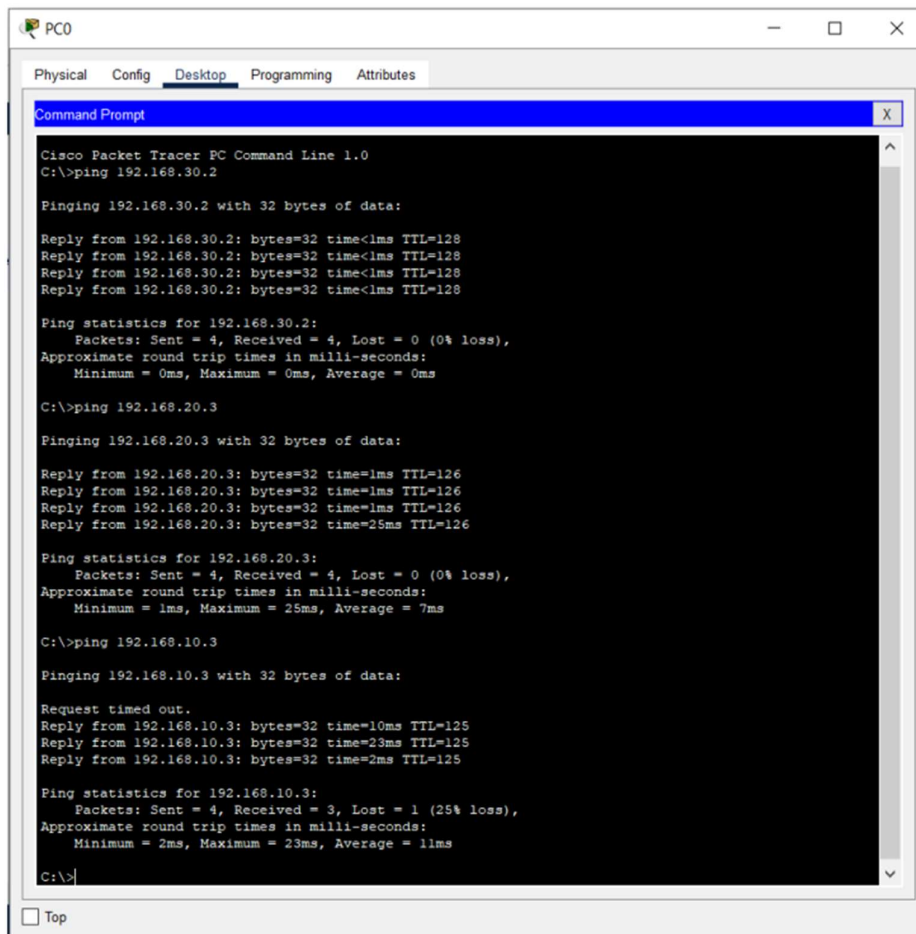 PC0
Physical Config Desktop Programming Attributes
Command Prompt X
Cisco Packet Tracer PC Command Line 1.0
C:\>ping 192.168.30.2
Pinging 192.168.30.2 with 32 bytes of data:
Reply from 192.168.30.2: bytes=32 time<1ms TTL=128
Reply from 192.168.30.2: bytes=32 time<1ms TTL=128
Reply from 192.168.30.2: bytes=32 time<1ms TTL=128
Reply from 192.168.30.2: bytes=32 time<1ms TTL=128
Ping statistics for 192.168.30.2:
Packets: Sent = 4, Received = 4, Lost = 0 (0% loss),
Approximate round trip times in milli-seconds:
Minimum = 0ms, Maximum = 0ms, Average = 0ms
C:\>ping 192.168.20.3
Pinging 192.168.20.3 with 32 bytes of data:
Reply from 192.168.20.3: bytes=32 time=1ms TTL=126
Reply from 192.168.20.3: bytes=32 time=1ms TTL=126
Reply from 192.168.20.3: bytes=32 time=1ms TTL=126
Reply from 192.168.20.3: bytes=32 time=25ms TTL=126
Ping statistics for 192.168.20.3:
Packets: Sent = 4, Received = 4, Lost = 0 (0% loss),
Approximate round trip times in milli-seconds:
Minimum = 1ms, Maximum = 25ms, Average = 7ms
C:\>ping 192.168.10.3
Pinging 192.168.10.3 with 32 bytes of data:
Request timed out.
Reply from 192.168.10.3: bytes=32 time=10ms TTL=125
Reply from 192.168.10.3: bytes=32 time=23ms TTL=125
Reply from 192.168.10.3: bytes=32 time=2ms TTL=125
Ping statistics for 192.168.10.3:
Packets: Sent = 4, Received = 3, Lost = 1 (25% loss),
Approximate round trip times in milli-seconds:
Minimum = 2ms, Maximum = 23ms, Average = 11ms
C:\>
Top